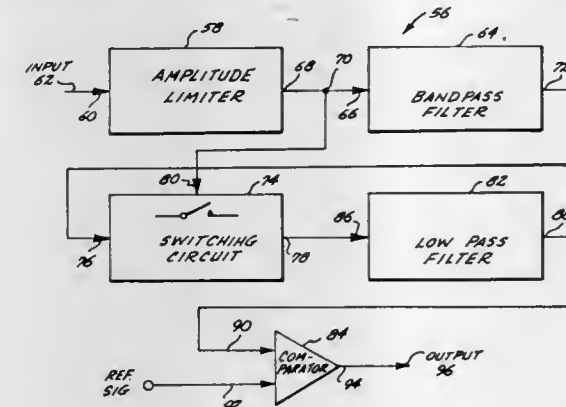 56
58
64
INPUT
62
60
AMPLITUDE
LIMITER
68
70
66
BANDPASS
FILTER
72
80
74
82
76
SWITCHING
CIRCUIT
78
86
LOW PASS
FILTER
90
84
COM-
PARATOR
94
OUTPUT
96
REF.
SIG